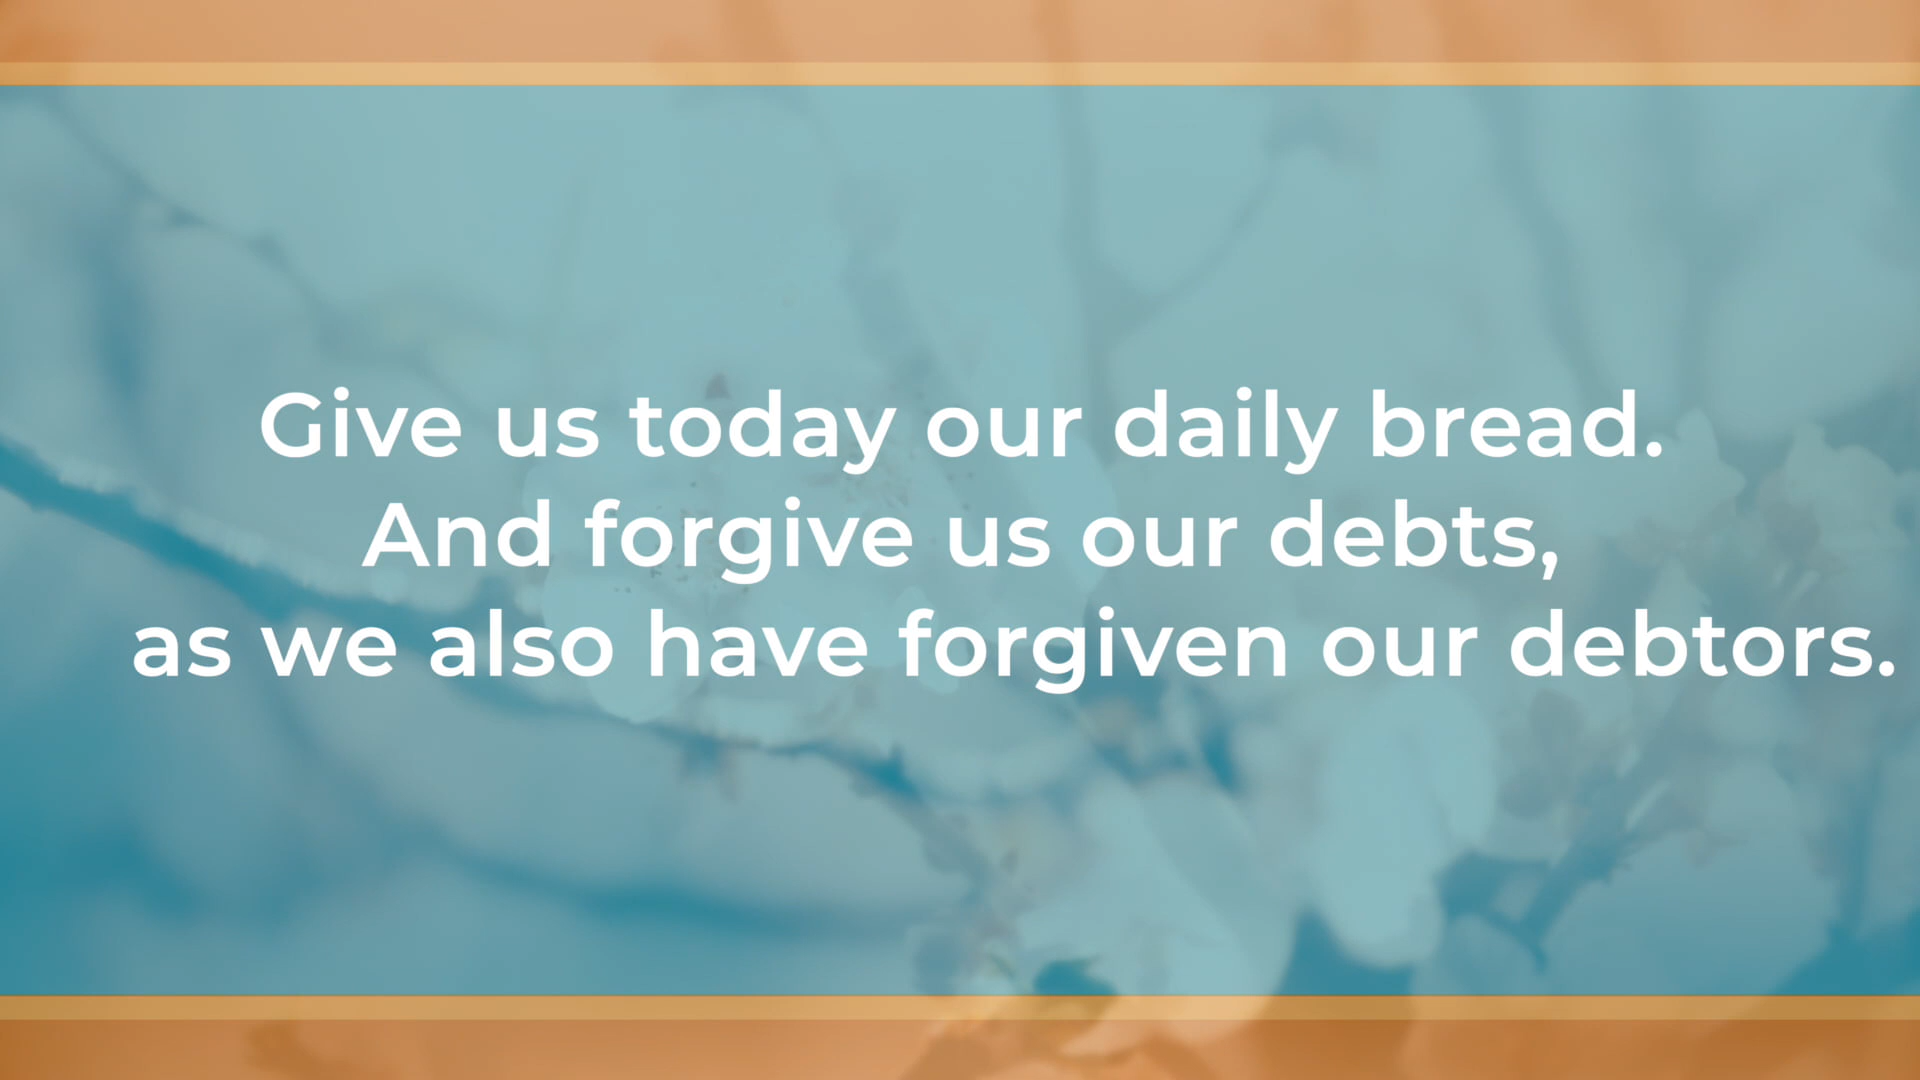 Give us today our daily bread.
And forgive us our debts,
as we also have forgiven our debtors.